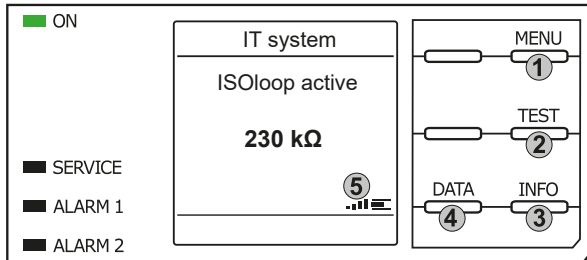 ON
IT system
MENU
1
ISOloop active
230 kΩ
TEST
2
SERVICE
5
DATA
INFO
ALARM 1
4
3
ALARM 2